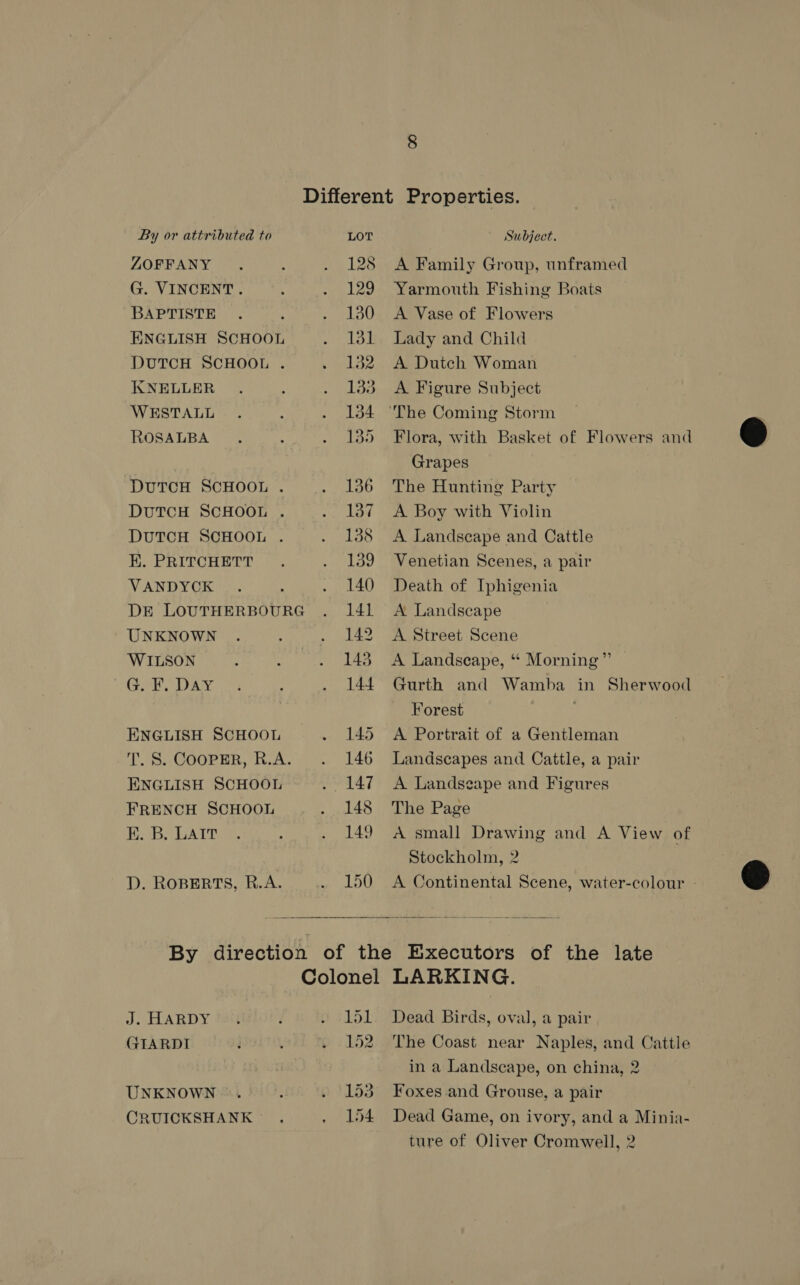 8
Different Properties.
By or attributed to LOT Subject.
ZOFFANY . . . 128 A Family Group, unframed
G. VINCENT . . . 129 Yarmouth Fishing Boats
BAPTISTE . . . 130 A Vase of Flowers
ENGLISH SCHOOL . 131 Lady and Child
DUTCH SCHOOL . . 132 A Dutch Woman
KNELLER . . . 133 A Figure Subject
WESTALL . . . 134 The Coming Storm
ROSALBA . . . 135 Flora, with Basket of Flowers and
Grapes
DUTCH SCHOOL . . 136 The Hunting Party
DUTCH SCHOOL . . 137 A Boy with Violin
DUTCH SCHOOL . . 138 A Landscape and Cattle
E. PRITCHETT . . 139 Venetian Scenes, a pair
VANDYCK . . . 140 Death of Iphigenia
DE LOUTHERBOURG . 141 A Landscape
UNKNOWN . . . 142 A Street Scene
WILSON . . . 143 A Landscape, “ Morning ”
G. F. DAY . . . 144 Gurth and Wamba in Sherwood
Forest
ENGLISH SCHOOL . 145 A Portrait of a Gentleman
T. S. COOPER, R.A. . 146 Landscapes and Cattle, a pair
ENGLISH SCHOOL . 147 A Landscape and Figures
FRENCH SCHOOL . 148 The Page
E. B. LAIT . . . 149 A small Drawing and A View of
Stockholm, 2
D. ROBERTS, R.A. . 150 A Continental Scene, water-colour
By direction of the Executors of the late
Colonel LARKING.
J. HARDY . . . 151 Dead Birds, oval, a pair
GIARDI . . . 152 The Coast near Naples, and Cattle
in a Landscape, on china, 2
UNKNOWN . . . 153 Foxes and Grouse, a pair
CRUICKSHANK . . 154 Dead Game, on ivory, and a Minia-
ture of Oliver Cromwell, 2